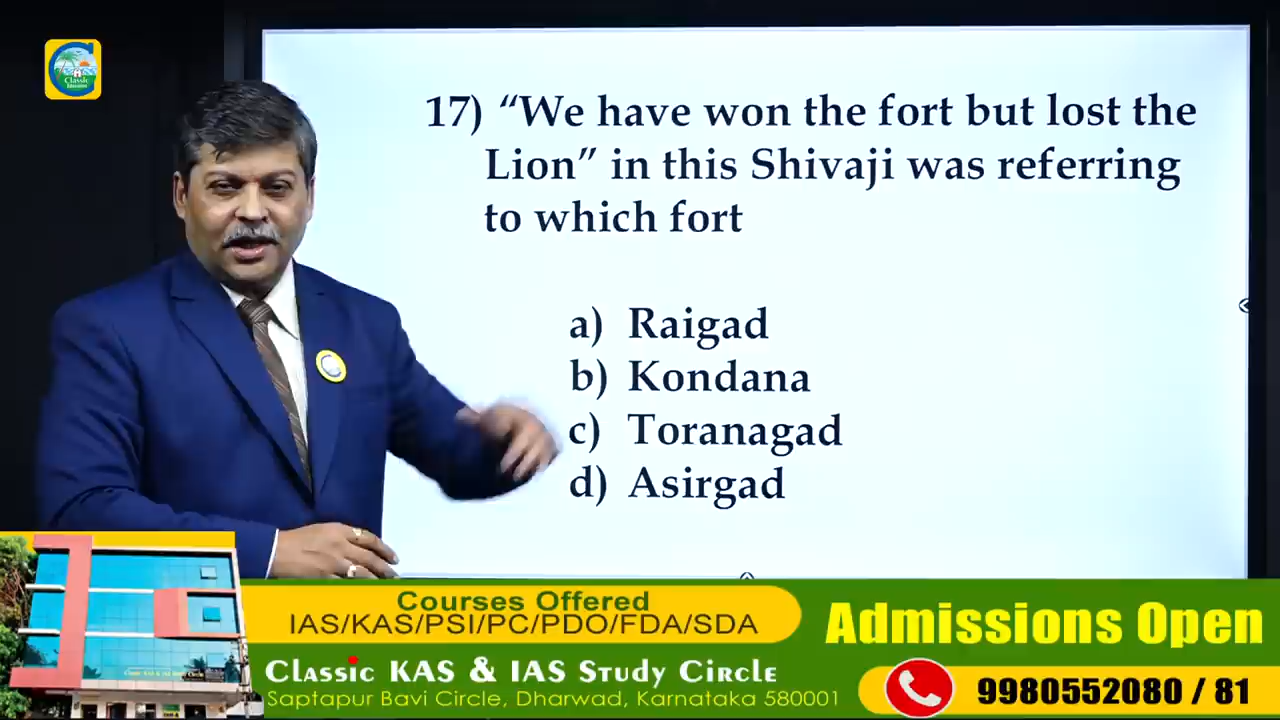 Classic
Education
17) “We have won the fort but lost the
Lion” in this Shivaji was referring
to which fort
a) Raigad
b) Kondana
c) Toranagad
d) Asirgad
Courses Offered
IAS/KAS/PSI/PC/PDO/FDA/SDA
Admissions Open
Classic KAS & IAS Study Circle
Saptapur Bavi Circle, Dharwad, Karnataka 580001
9980552080 / 81